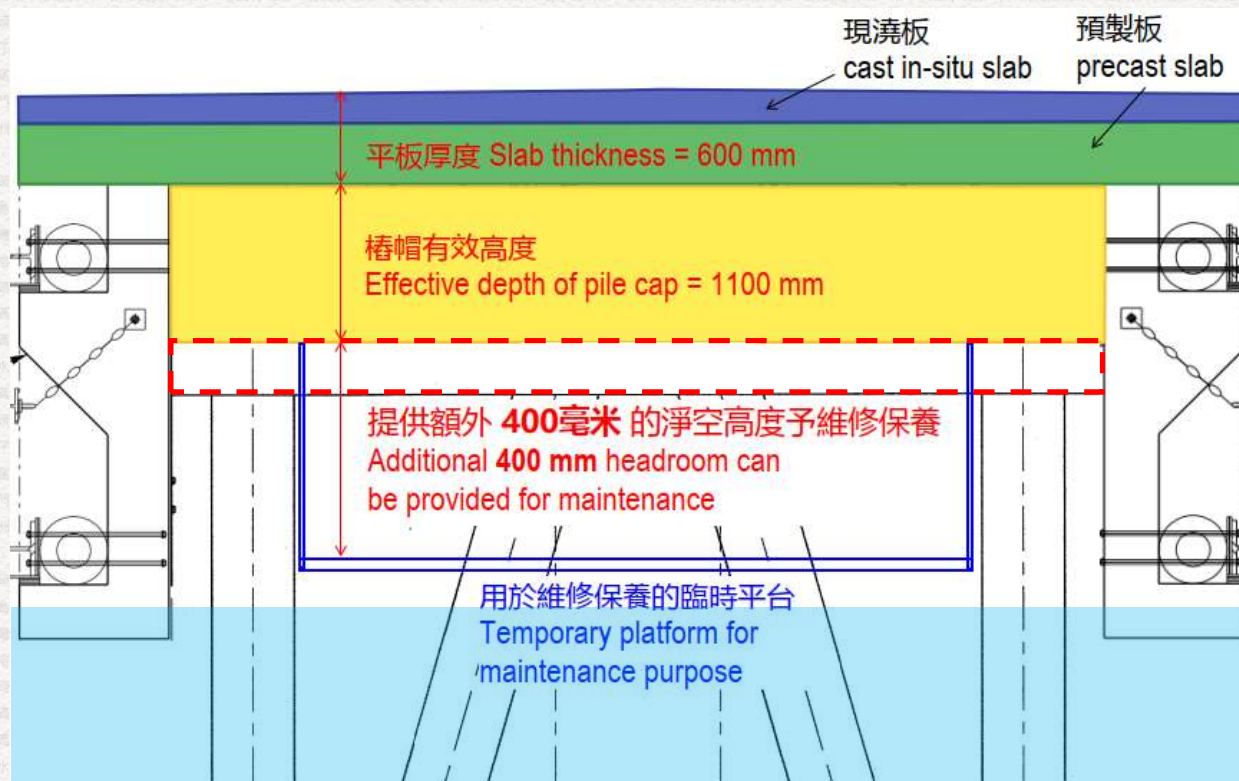 現澆板
cast in-situ slab
預製板
precast slab
平板厚度 Slab thickness = 600 mm
樁帽有效高度
Effective depth of pile cap = 1100 mm
提供額外 400毫米 的淨空高度予維修保養
Additional 400 mm headroom can
be provided for maintenance
用於維修保養的臨時平台
Temporary platform for
maintenance purpose